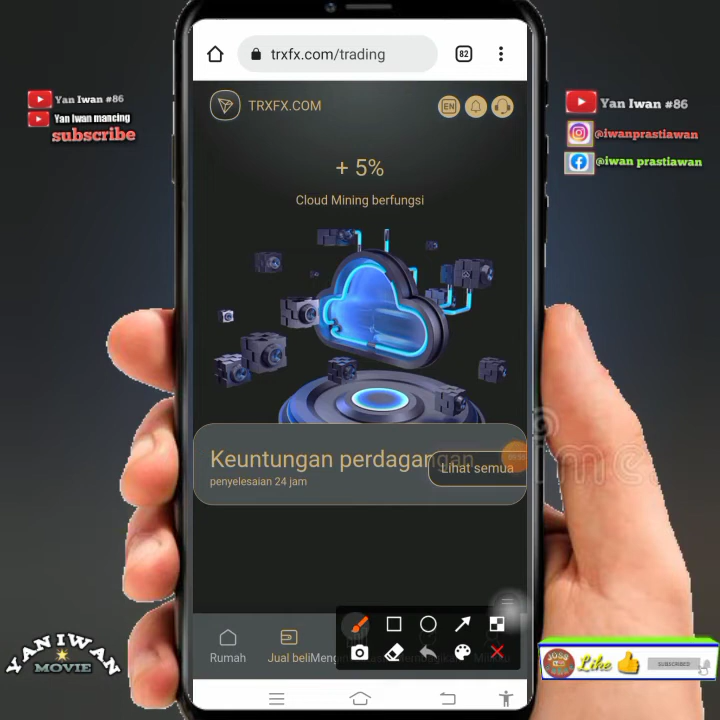 Yan Iwan #86
Yan Iwan mancing
subscribe
Yan Iwan #86
@iwanprastiawan
@iwan prastiawan
trxfx.com/trading
82
TRXFX.COM
EN
+ 5%
Cloud Mining berfungsi
Keuntungan perdagangan
penyelesaian 24 jam
Lihat semua
Rumah
Jual beli
YAN IWAN
MOVIE
JOSS
Like
SUBSCRIBED